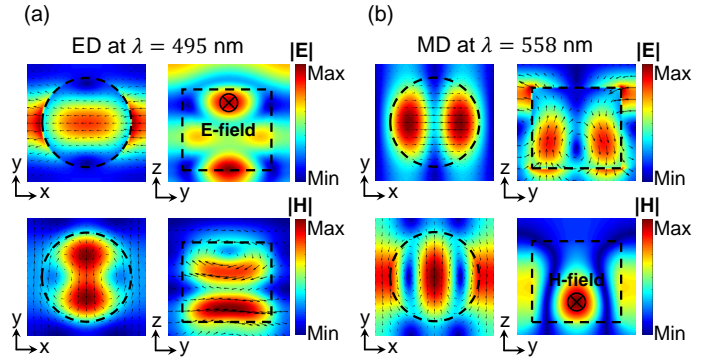 (a)
ED at λ = 495 nm
|E|
Max
E-field
Min
y
x
z
y
|H|
Max
Min
y
x
z
y
(b)
MD at λ = 558 nm
|E|
Max
Min
y
x
z
y
|H|
Max
H-field
Min
y
x
z
y